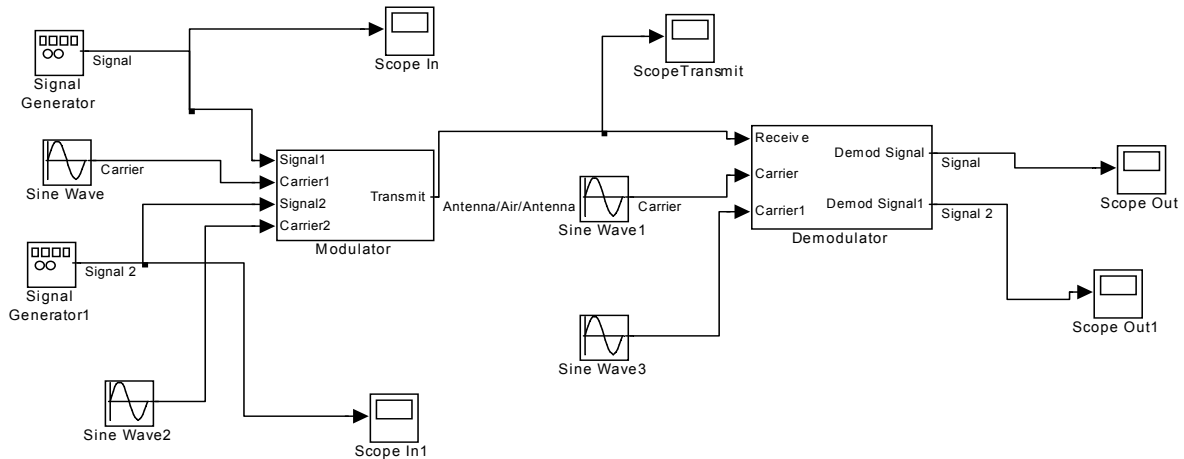 Signal
Signal
Generator
Scope In
ScopeTransmit
Carrier
Sine Wave
Signal1
Carrier1
Signal2
Carrier2
Transmit
Modulator
Antenna/Air/Antenna
Signal 2
Signal
Generator1
Sine Wave2
Scope In1
Carrier
Sine Wave1
Sine Wave3
Receive
Carrier
Carrier1
Demod Signal
Demod Signal1
Demodulator
Signal
Signal 2
Scope Out
Scope Out1